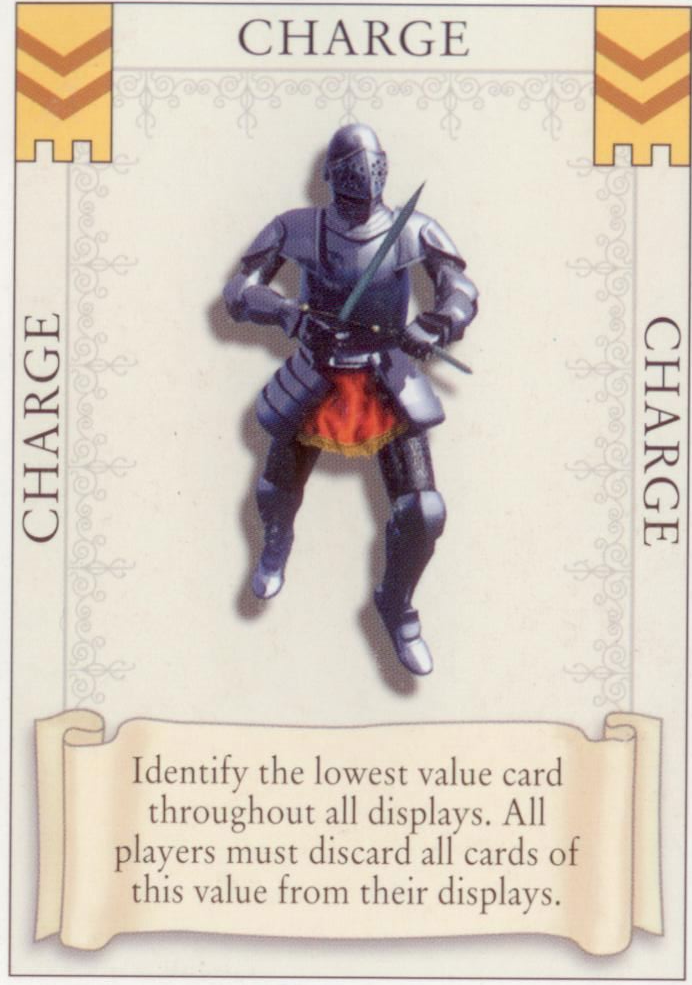 CHARGE
CHARGE
CHARGE
Identify the lowest value card
throughout all displays. All
players must discard all cards of
this value from their displays.